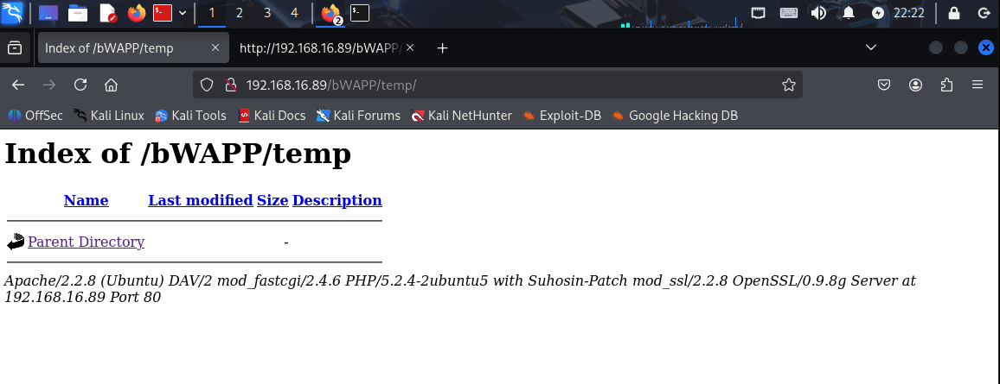 1 2 3 4 2 22:22
Index of /bWAPP/temp × http://192.168.16.89/bWAPP/ × +
192.168.16.89/bWAPP/temp/
OffSec Kali Linux Kali Tools Kali Docs Kali Forums Kali NetHunter Exploit-DB Google Hacking DB
Index of /bWAPP/temp
Name Last modified Size Description
Parent Directory -
Apache/2.2.8 (Ubuntu) DAV/2 mod_fastcgi/2.4.6 PHP/5.2.4-2ubuntu5 with Suhosin-Patch mod_ssl/2.2.8 OpenSSL/0.9.8g Server at
192.168.16.89 Port 80